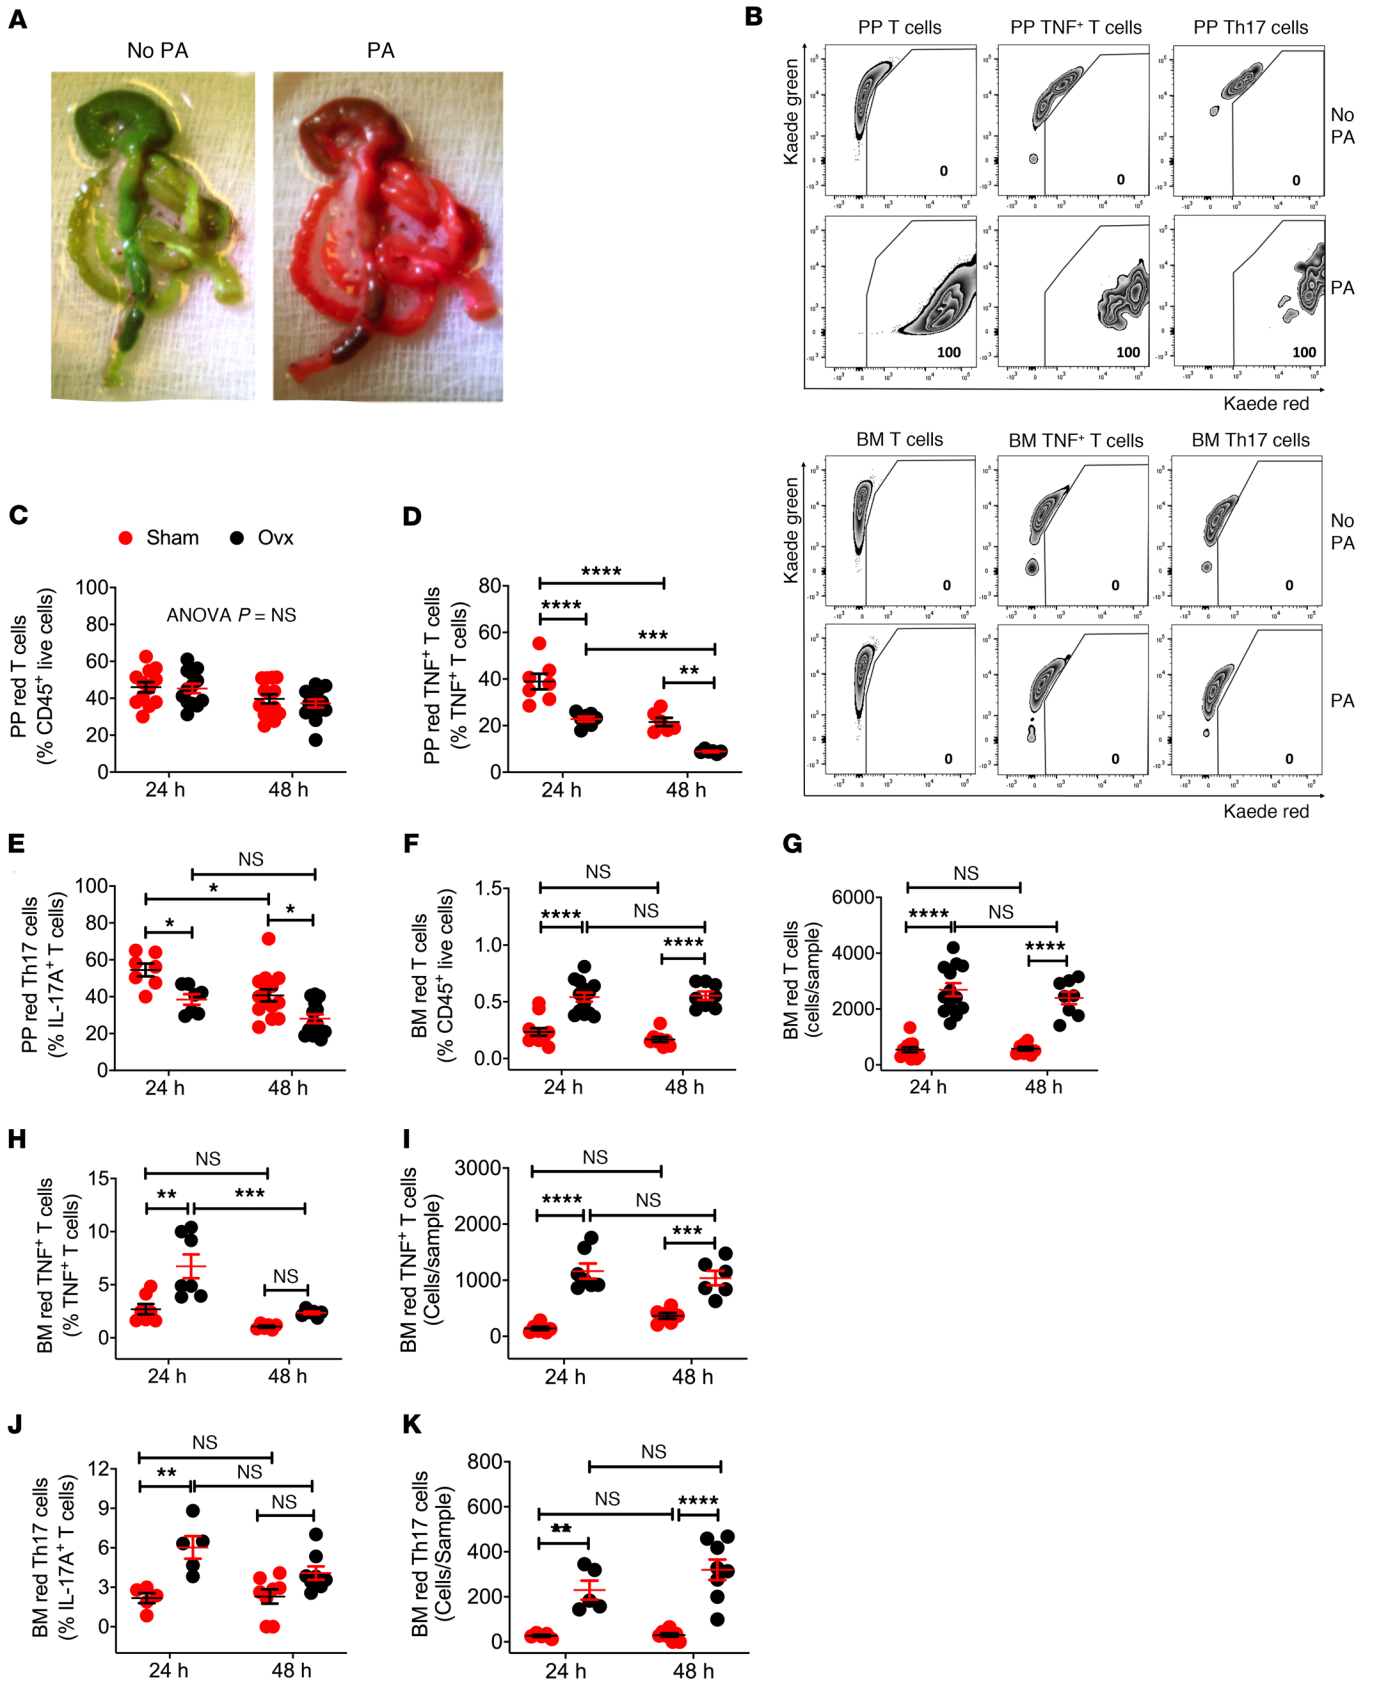 A
No PA
PA
B
PP T cells
PP TNF+ T cells
PP Th17 cells
Kaede green
No
PA
0
0
0
PA
100
100
100
Kaede red
BM T cells
BM TNF+ T cells
BM Th17 cells
Kaede green
No
PA
0
0
0
PA
0
0
0
Kaede red
C
Sham
Ovx
PP red T cells
(% CD45+ live cells)
100
80
60
40
20
0
ANOVA P = NS
24 h
48 h
D
PP red TNF+ T cells
(% TNF+ T cells)
80
60
40
20
0
****
****
***
**
24 h
48 h
E
PP red Th17 cells
(% IL-17A+ T cells)
100
80
60
40
20
0
NS
*
*
*
24 h
48 h
F
BM red T cells
(% CD45+ live cells)
1.5
1.0
0.5
0.0
NS
****
NS
****
24 h
48 h
G
BM red T cells
(cells/sample)
6000
4000
2000
0
NS
****
NS
****
24 h
48 h
H
BM red TNF+ T cells
(% TNF+ T cells)
15
10
5
0
NS
**
***
NS
24 h
48 h
I
BM red TNF+ T cells
(Cells/sample)
3000
2000
1000
0
NS
****
NS
***
24 h
48 h
J
BM red Th17 cells
(% IL-17A+ T cells)
12
9
6
3
0
NS
**
NS
NS
24 h
48 h
K
BM red Th17 cells
(Cells/Sample)
800
600
400
200
0
NS
NS
****
**
24 h
48 h